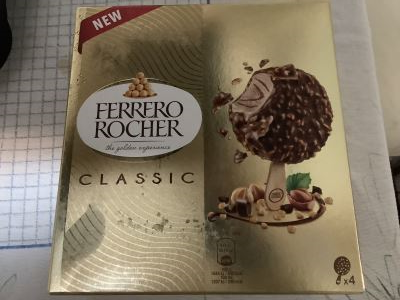 NEW
FERRERO
ROCHER
the golden experience
CLASSIC
x4